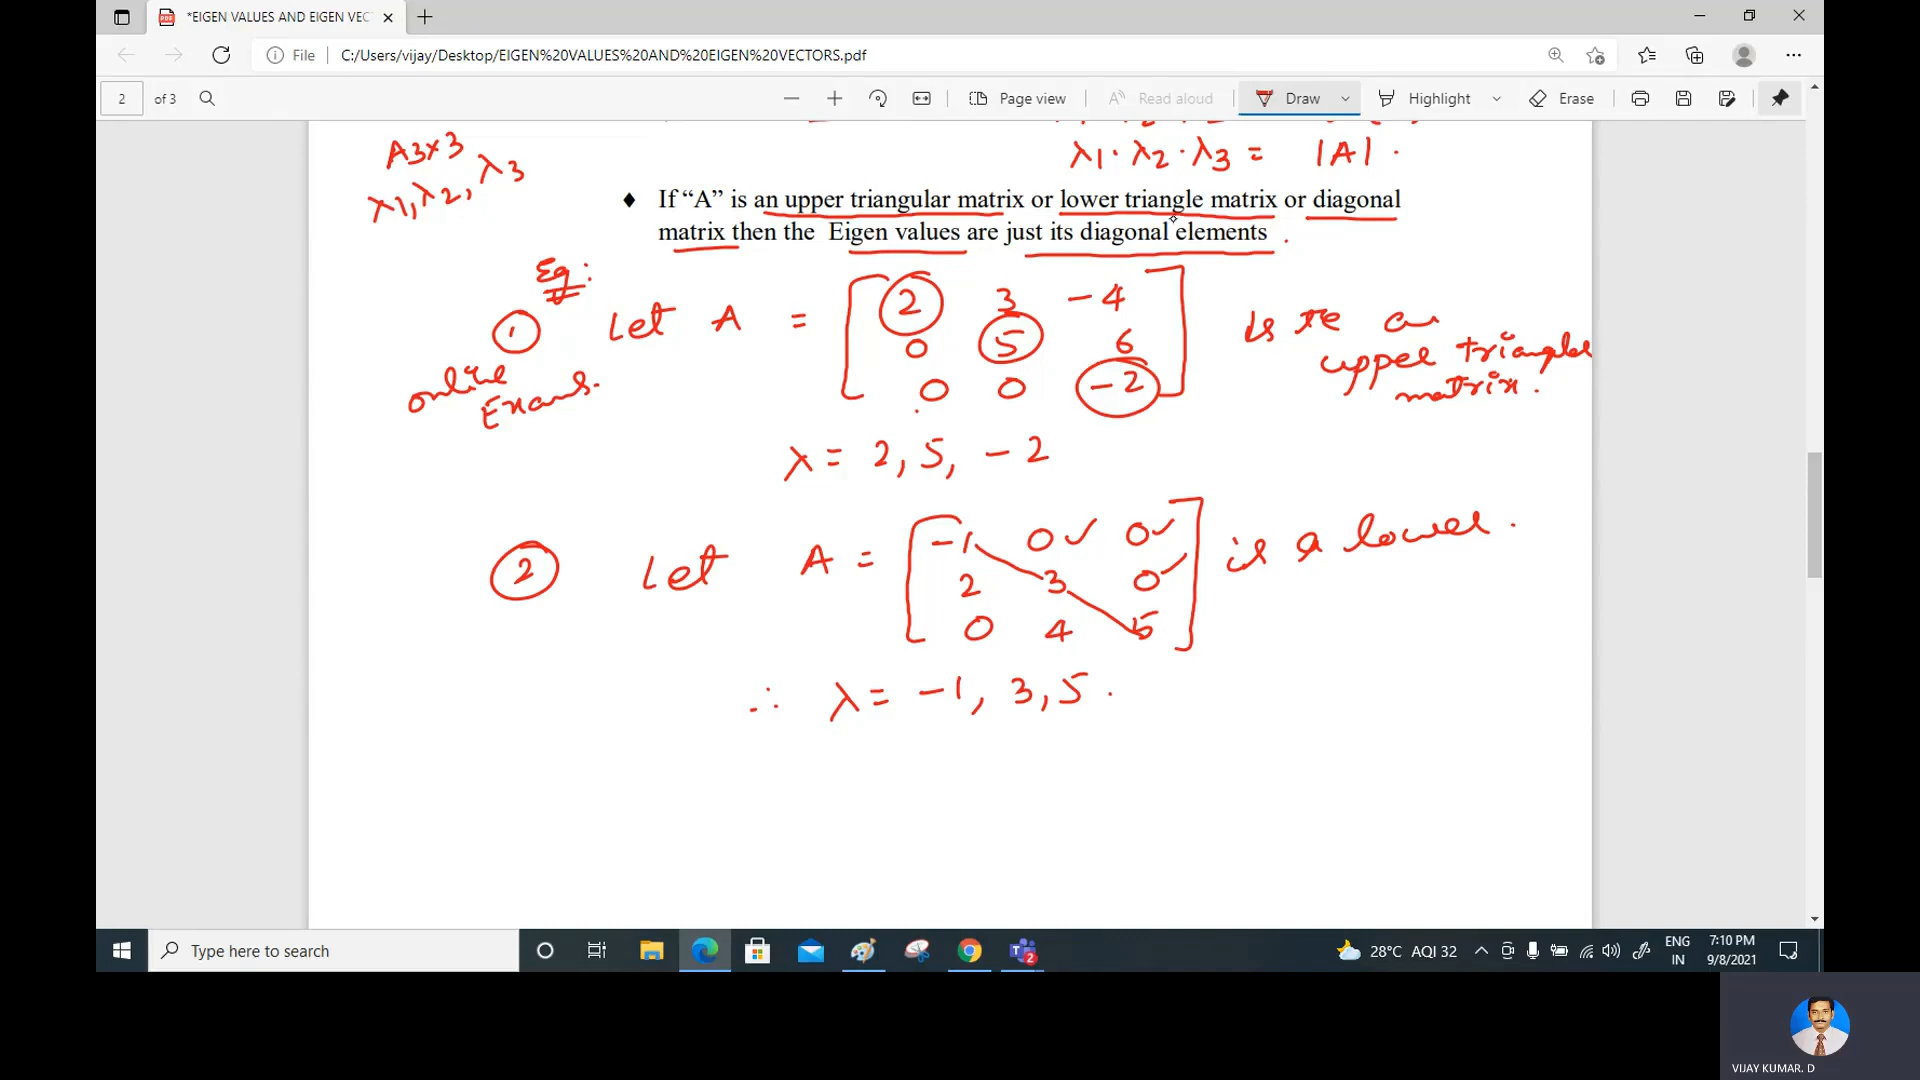 *EIGEN VALUES AND EIGEN VEC
File C:/Users/vijay/Desktop/EIGEN%20VALUES%20AND%20EIGEN%20VECTORS.pdf
2 of 3 Page view Read aloud Draw Highlight Erase
A3×3
λ1, λ2, λ3
λ1 · λ2 · λ3 = |A| .
♦ If “A” is an upper triangular matrix or lower triangle matrix or diagonal
matrix then the Eigen values are just its diagonal elements .
Eg:
① Let A = [ 2 3 -4
0 5 6
0 0 -2 ]
is
upper
matrix.
online
Exams.
λ = 2, 5, -2
② Let A = [ -1 0 ✓ 0 ✓
2 3 0 ✓
0 4 5 ] is a lower .
∴ λ = -1, 3, 5 .
Type here to search
28°C AQI 32
ENG
IN
7:10 PM
9/8/2021
2
VIJAY KUMAR. D